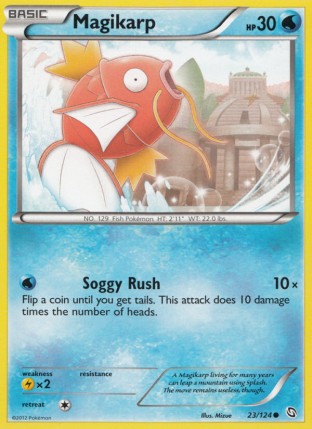 BASIC
Magikarp
HP30
NO. 129 Fish Pokémon HT: 2'11" WT: 22.0 lbs.
Soggy Rush 10×
Flip a coin until you get tails. This attack does 10 damage
times the number of heads.
weakness resistance
×2
retreat
A Magikarp living for many years
can leap a mountain using Splash.
The move remains useless, though.
©2012 Pokémon
Illus. Mizue 23/124